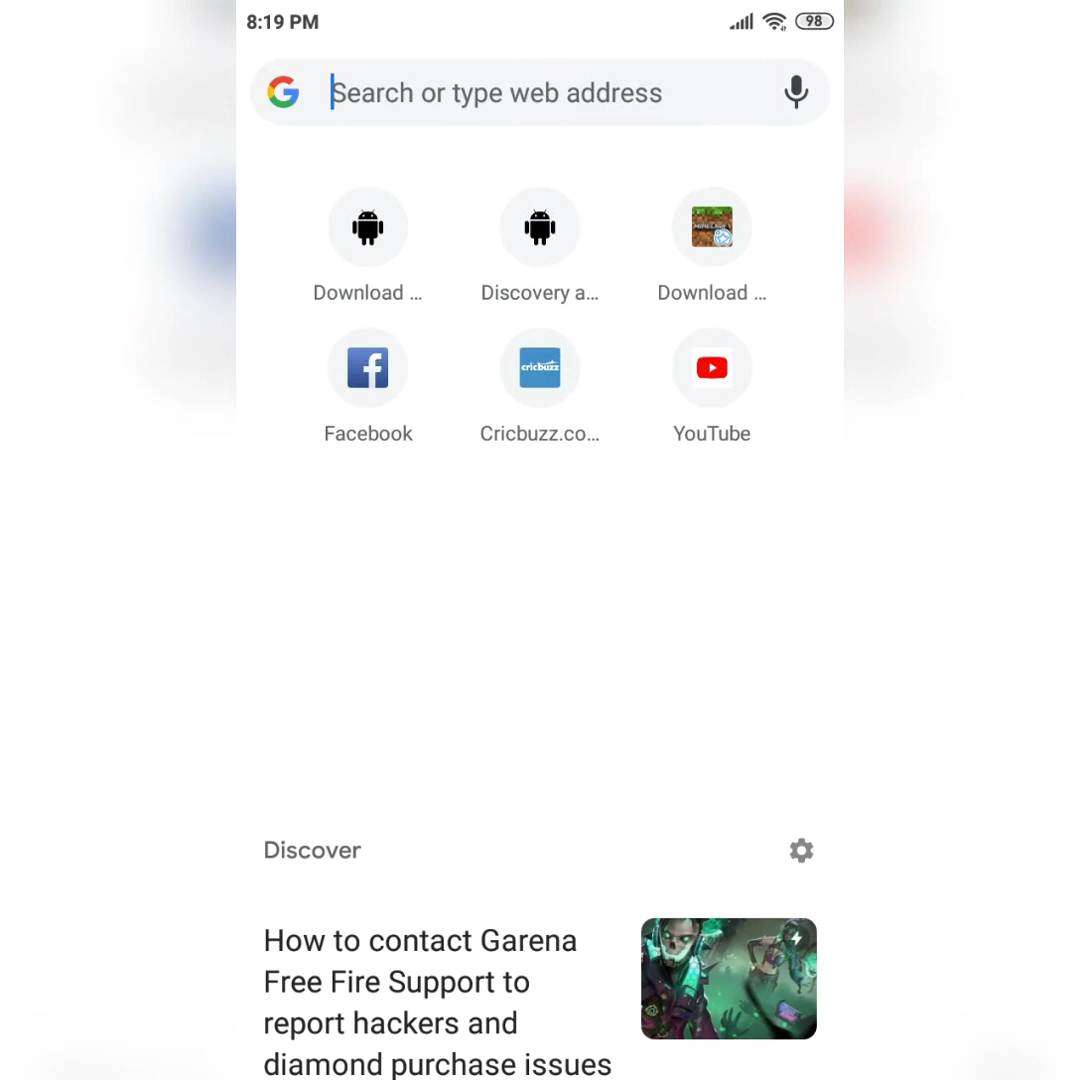 8:19 PM
98
Search or type web address
Download ...
Discovery a...
Download ...
MINECRAFT
cricbuzz
Facebook
Cricbuzz.co...
YouTube
Discover
How to contact Garena
Free Fire Support to
report hackers and
diamond purchase issues